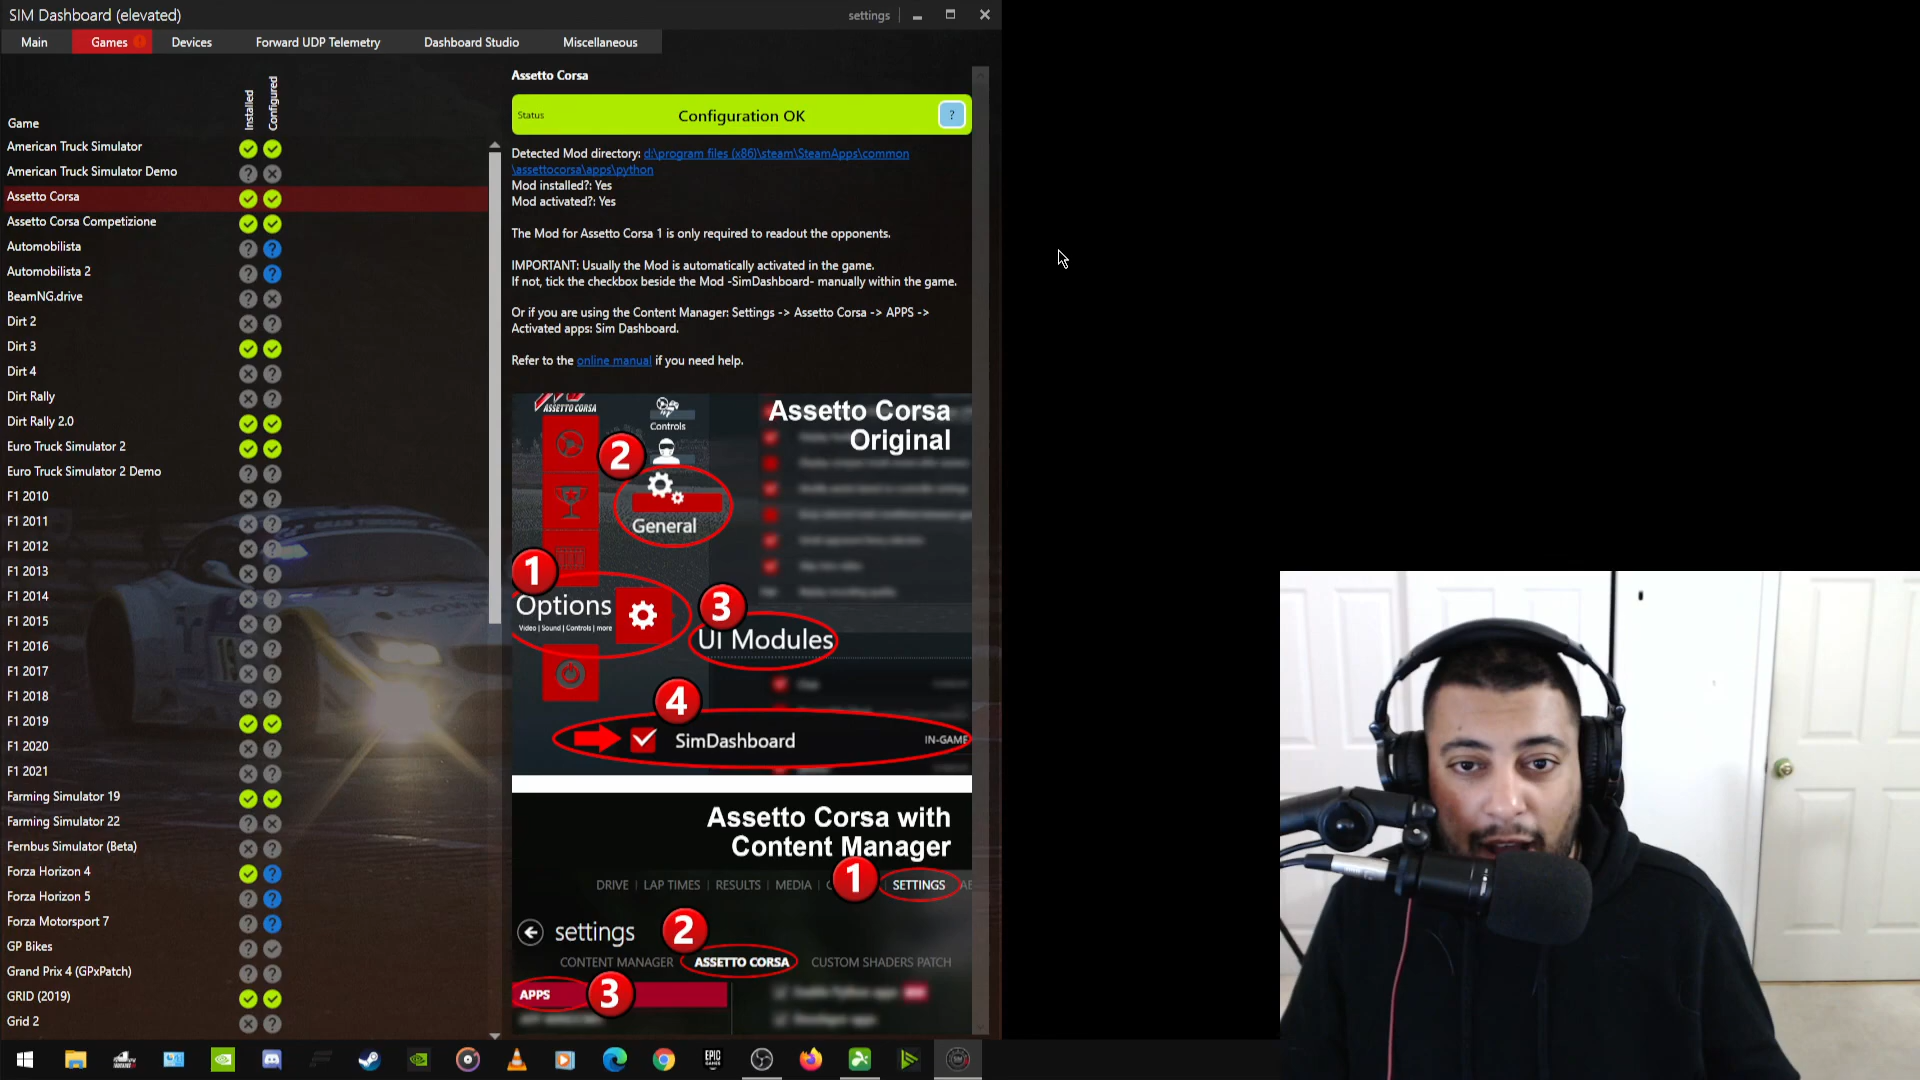 SIM Dashboard (elevated)
settings
Main
Games
Devices
Forward UDP Telemetry
Dashboard Studio
Miscellaneous
Game
Installed
Configured
American Truck Simulator
American Truck Simulator Demo
Assetto Corsa
Assetto Corsa Competizione
Automobilista
Automobilista 2
BeamNG.drive
Dirt 2
Dirt 3
Dirt 4
Dirt Rally
Dirt Rally 2.0
Euro Truck Simulator 2
Euro Truck Simulator 2 Demo
F1 2010
F1 2011
F1 2012
F1 2013
F1 2014
F1 2015
F1 2016
F1 2017
F1 2018
F1 2019
F1 2020
F1 2021
Farming Simulator 19
Farming Simulator 22
Fernbus Simulator (Beta)
Forza Horizon 4
Forza Horizon 5
Forza Motorsport 7
GP Bikes
Grand Prix 4 (GPxPatch)
GRID (2019)
Grid 2
Assetto Corsa
Status
Configuration OK
?
Detected Mod directory: d:\program files (x86)\steam\SteamApps\common
\assettocorsa\apps\python
Mod installed?: Yes
Mod activated?: Yes
The Mod for Assetto Corsa 1 is only required to readout the opponents.
IMPORTANT: Usually the Mod is automatically activated in the game.
If not, tick the checkbox beside the Mod -SimDashboard- manually within the game.
Or if you are using the Content Manager: Settings -> Assetto Corsa -> APPS ->
Activated apps: Sim Dashboard.
Refer to the online manual if you need help.
ASSETTO CORSA
Controls
Assetto Corsa
Original
2
General
1
Options
Video | Sound | Controls | more
3
UI Modules
4
SimDashboard
IN-GAME
Assetto Corsa with
Content Manager
DRIVE | LAP TIMES | RESULTS | MEDIA |
1
SETTINGS
settings
2
CONTENT MANAGER
ASSETTO CORSA
CUSTOM SHADERS PATCH
APPS
3
EPIC
GAMES